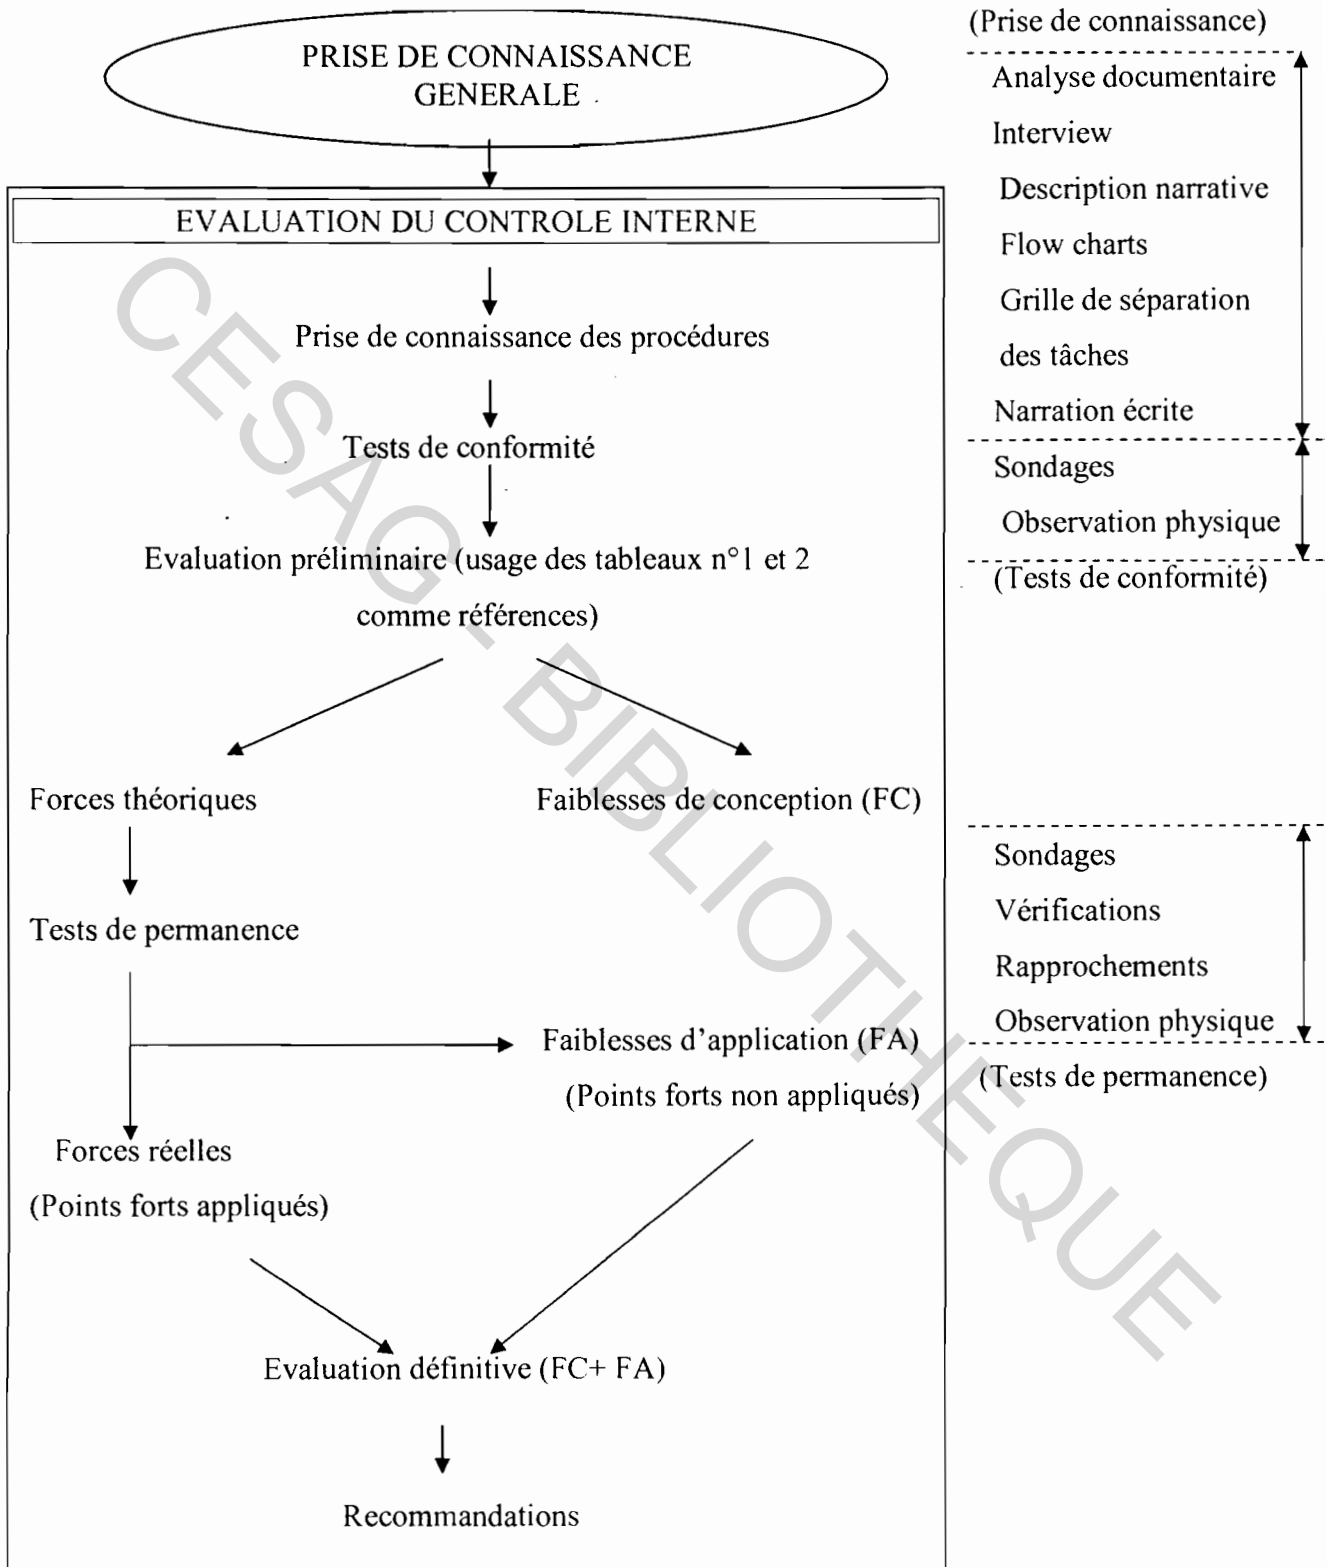 PRISE DE CONNAISSANCE
GENERALE
EVALUATION DU CONTROLE INTERNE
Prise de connaissance des procédures
Tests de conformité
Evaluation préliminaire (usage des tableaux n°1 et 2
comme références)
Forces théoriques
Faiblesses de conception (FC)
Tests de permanence
Faiblesses d'application (FA)
(Points forts non appliqués)
Forces réelles
(Points forts appliqués)
Evaluation définitive (FC+ FA)
Recommandations
(Prise de connaissance)
Analyse documentaire
Interview
Description narrative
Flow charts
Grille de séparation
des tâches
Narration écrite
Sondages
Observation physique
(Tests de conformité)
Sondages
Vérifications
Rapprochements
Observation physique
(Tests de permanence)
CESAG - BIBLIOTHEQUE